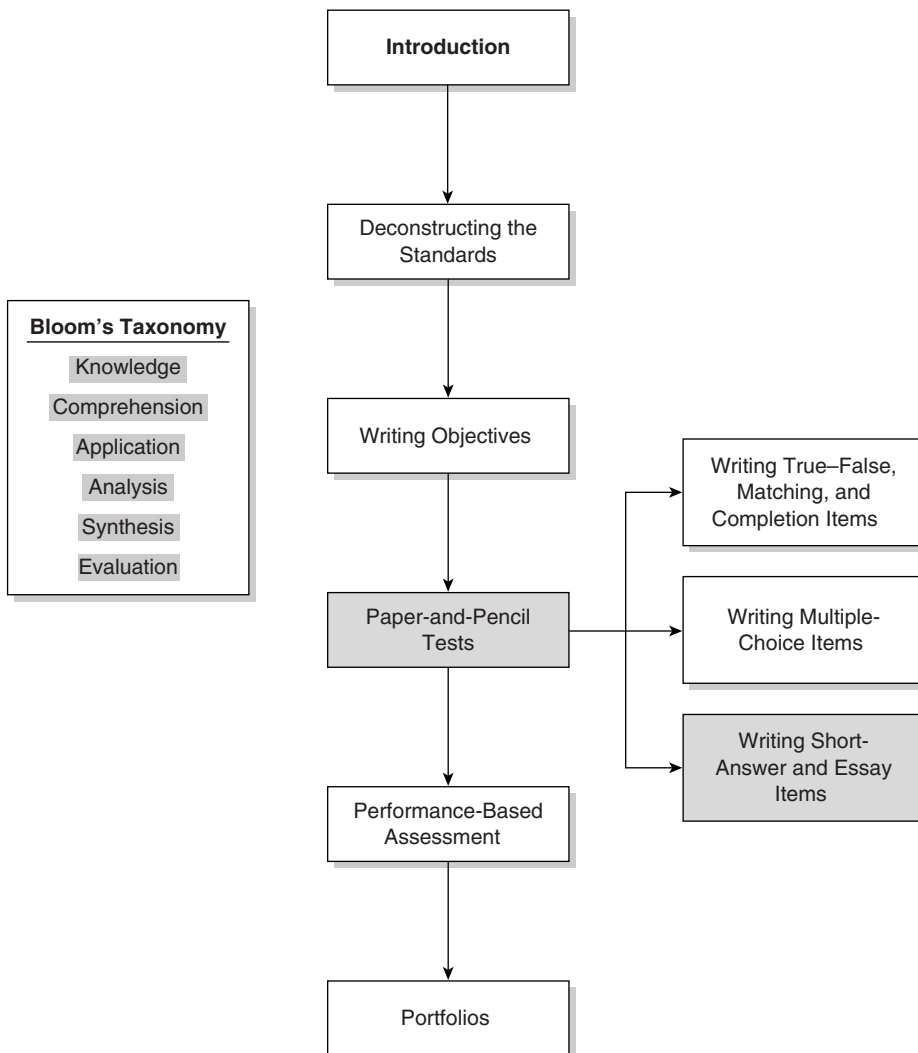 Introduction
Deconstructing the
Standards
Bloom’s Taxonomy
Knowledge
Comprehension
Application
Analysis
Synthesis
Evaluation
Writing Objectives
Writing True–False,
Matching, and
Completion Items
Paper-and-Pencil
Tests
Writing Multiple-
Choice Items
Writing Short-
Answer and Essay
Items
Performance-Based
Assessment
Portfolios